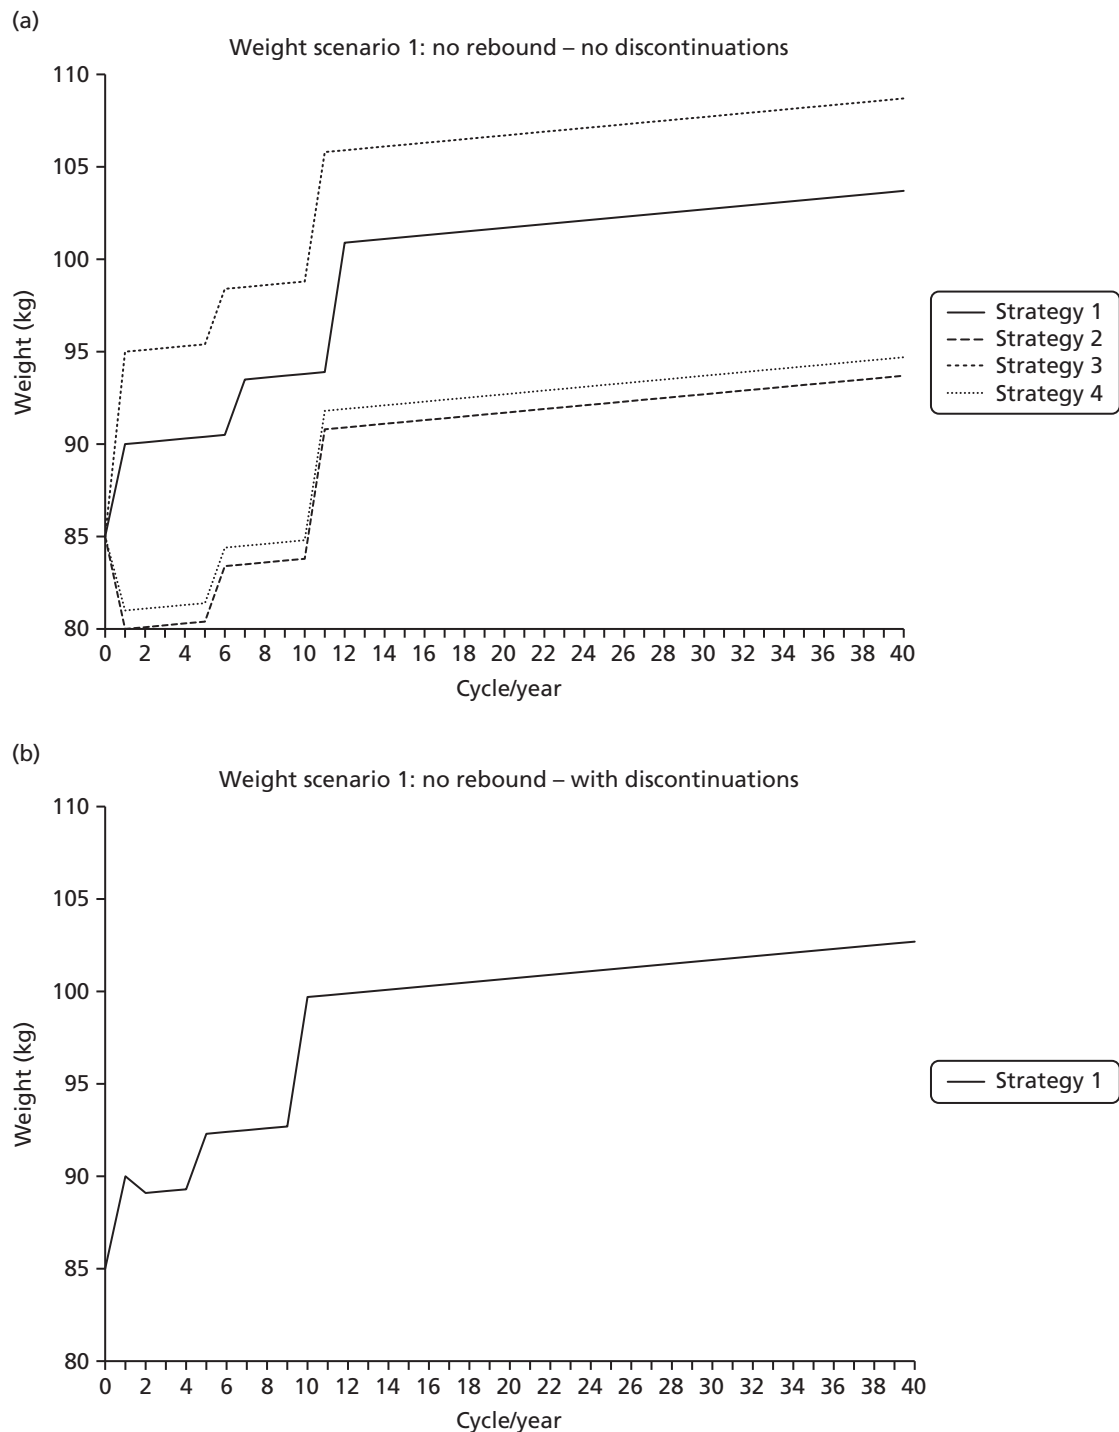 (a)
Weight scenario 1: no rebound – no discontinuations
110
105
100
95
90
85
80
Weight (kg)
0 2 4 6 8 10 12 14 16 18 20 22 24 26 28 30 32 34 36 38 40
Cycle/year
Strategy 1
Strategy 2
Strategy 3
Strategy 4
(b)
Weight scenario 1: no rebound – with discontinuations
110
105
100
95
90
85
80
Weight (kg)
0 2 4 6 8 10 12 14 16 18 20 22 24 26 28 30 32 34 36 38 40
Cycle/year
Strategy 1